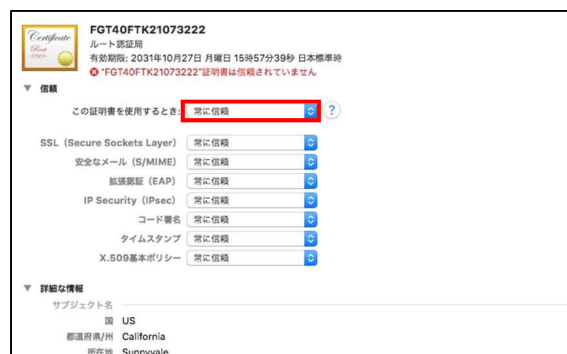 Certificate
Root
FGT40FTK21073222
ルート認証局
有効期限: 2031年10月27日 月曜日 15時57分39秒 日本標準時
"FGT40FTK21073222"証明書は信頼されていません
信頼
この証明書を使用するとき: 常に信頼 ?
SSL（Secure Sockets Layer） 常に信頼
安全なメール（S/MIME） 常に信頼
拡張認証（EAP） 常に信頼
IP Security（IPsec） 常に信頼
コード署名 常に信頼
タイムスタンプ 常に信頼
X.509基本ポリシー 常に信頼
詳細な情報
サブジェクト名
国 US
都道府県/州 California
所在地 Sunnyvale